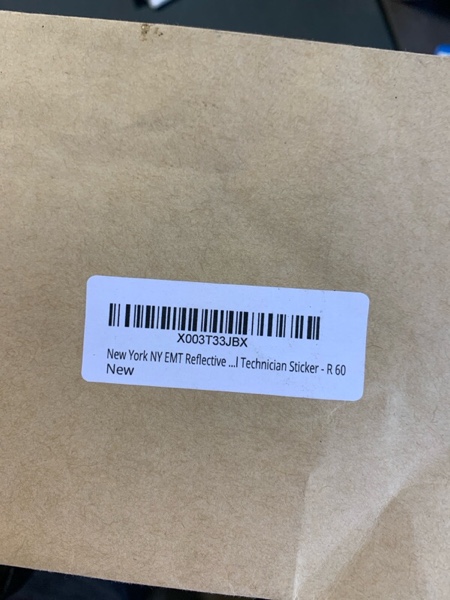 X003T33JBX
New York NY EMT Reflective ...l Technician Sticker - R 60
New